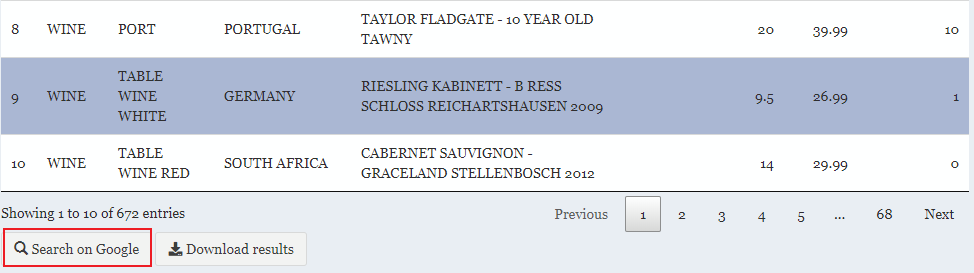 8 WINE PORT PORTUGAL TAYLOR FLADGATE - 10 YEAR OLD 20 39.99 10
TAWNY
TABLE
9 WINE WINE GERMANY RIESLING KABINETT - B RESS 9.5 26.99 1
WHITE SCHLOSS REICHARTSHAUSEN 2009
10 WINE TABLE SOUTH AFRICA CABERNET SAUVIGNON - 14 29.99 0
WINE RED GRACELAND STELLENBOSCH 2012
Showing 1 to 10 of 672 entries Previous 1 2 3 4 5 ... 68 Next
Search on Google Download results